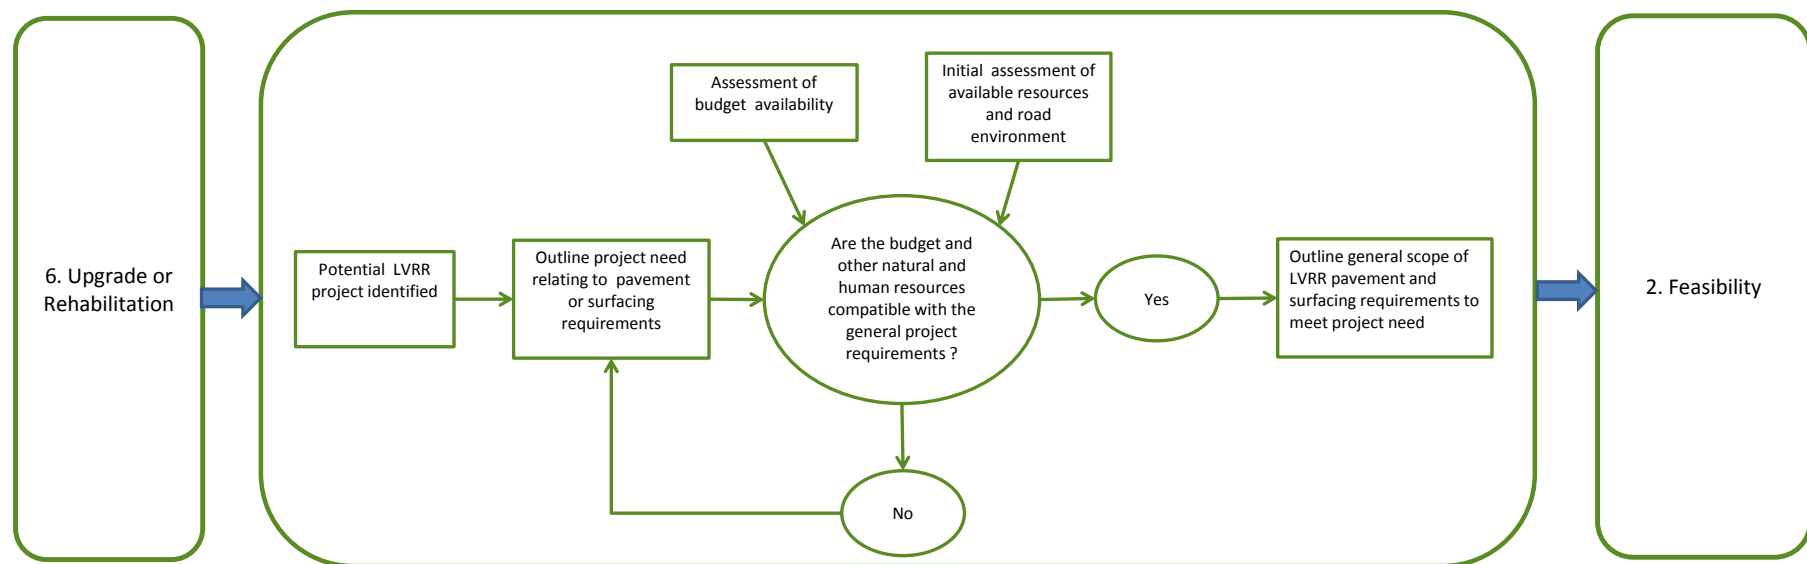 6. Upgrade or
Rehabilitation
Assessment of
budget availability
Initial assessment of
available resources
and road
environment
Potential LVRR
project identified
Outline project need
relating to pavement
or surfacing
requirements
Are the budget and
other natural and
human resources
compatible with the
general project
requirements ?
Yes
Outline general scope of
LVRR pavement and
surfacing requirements to
meet project need
No
2. Feasibility